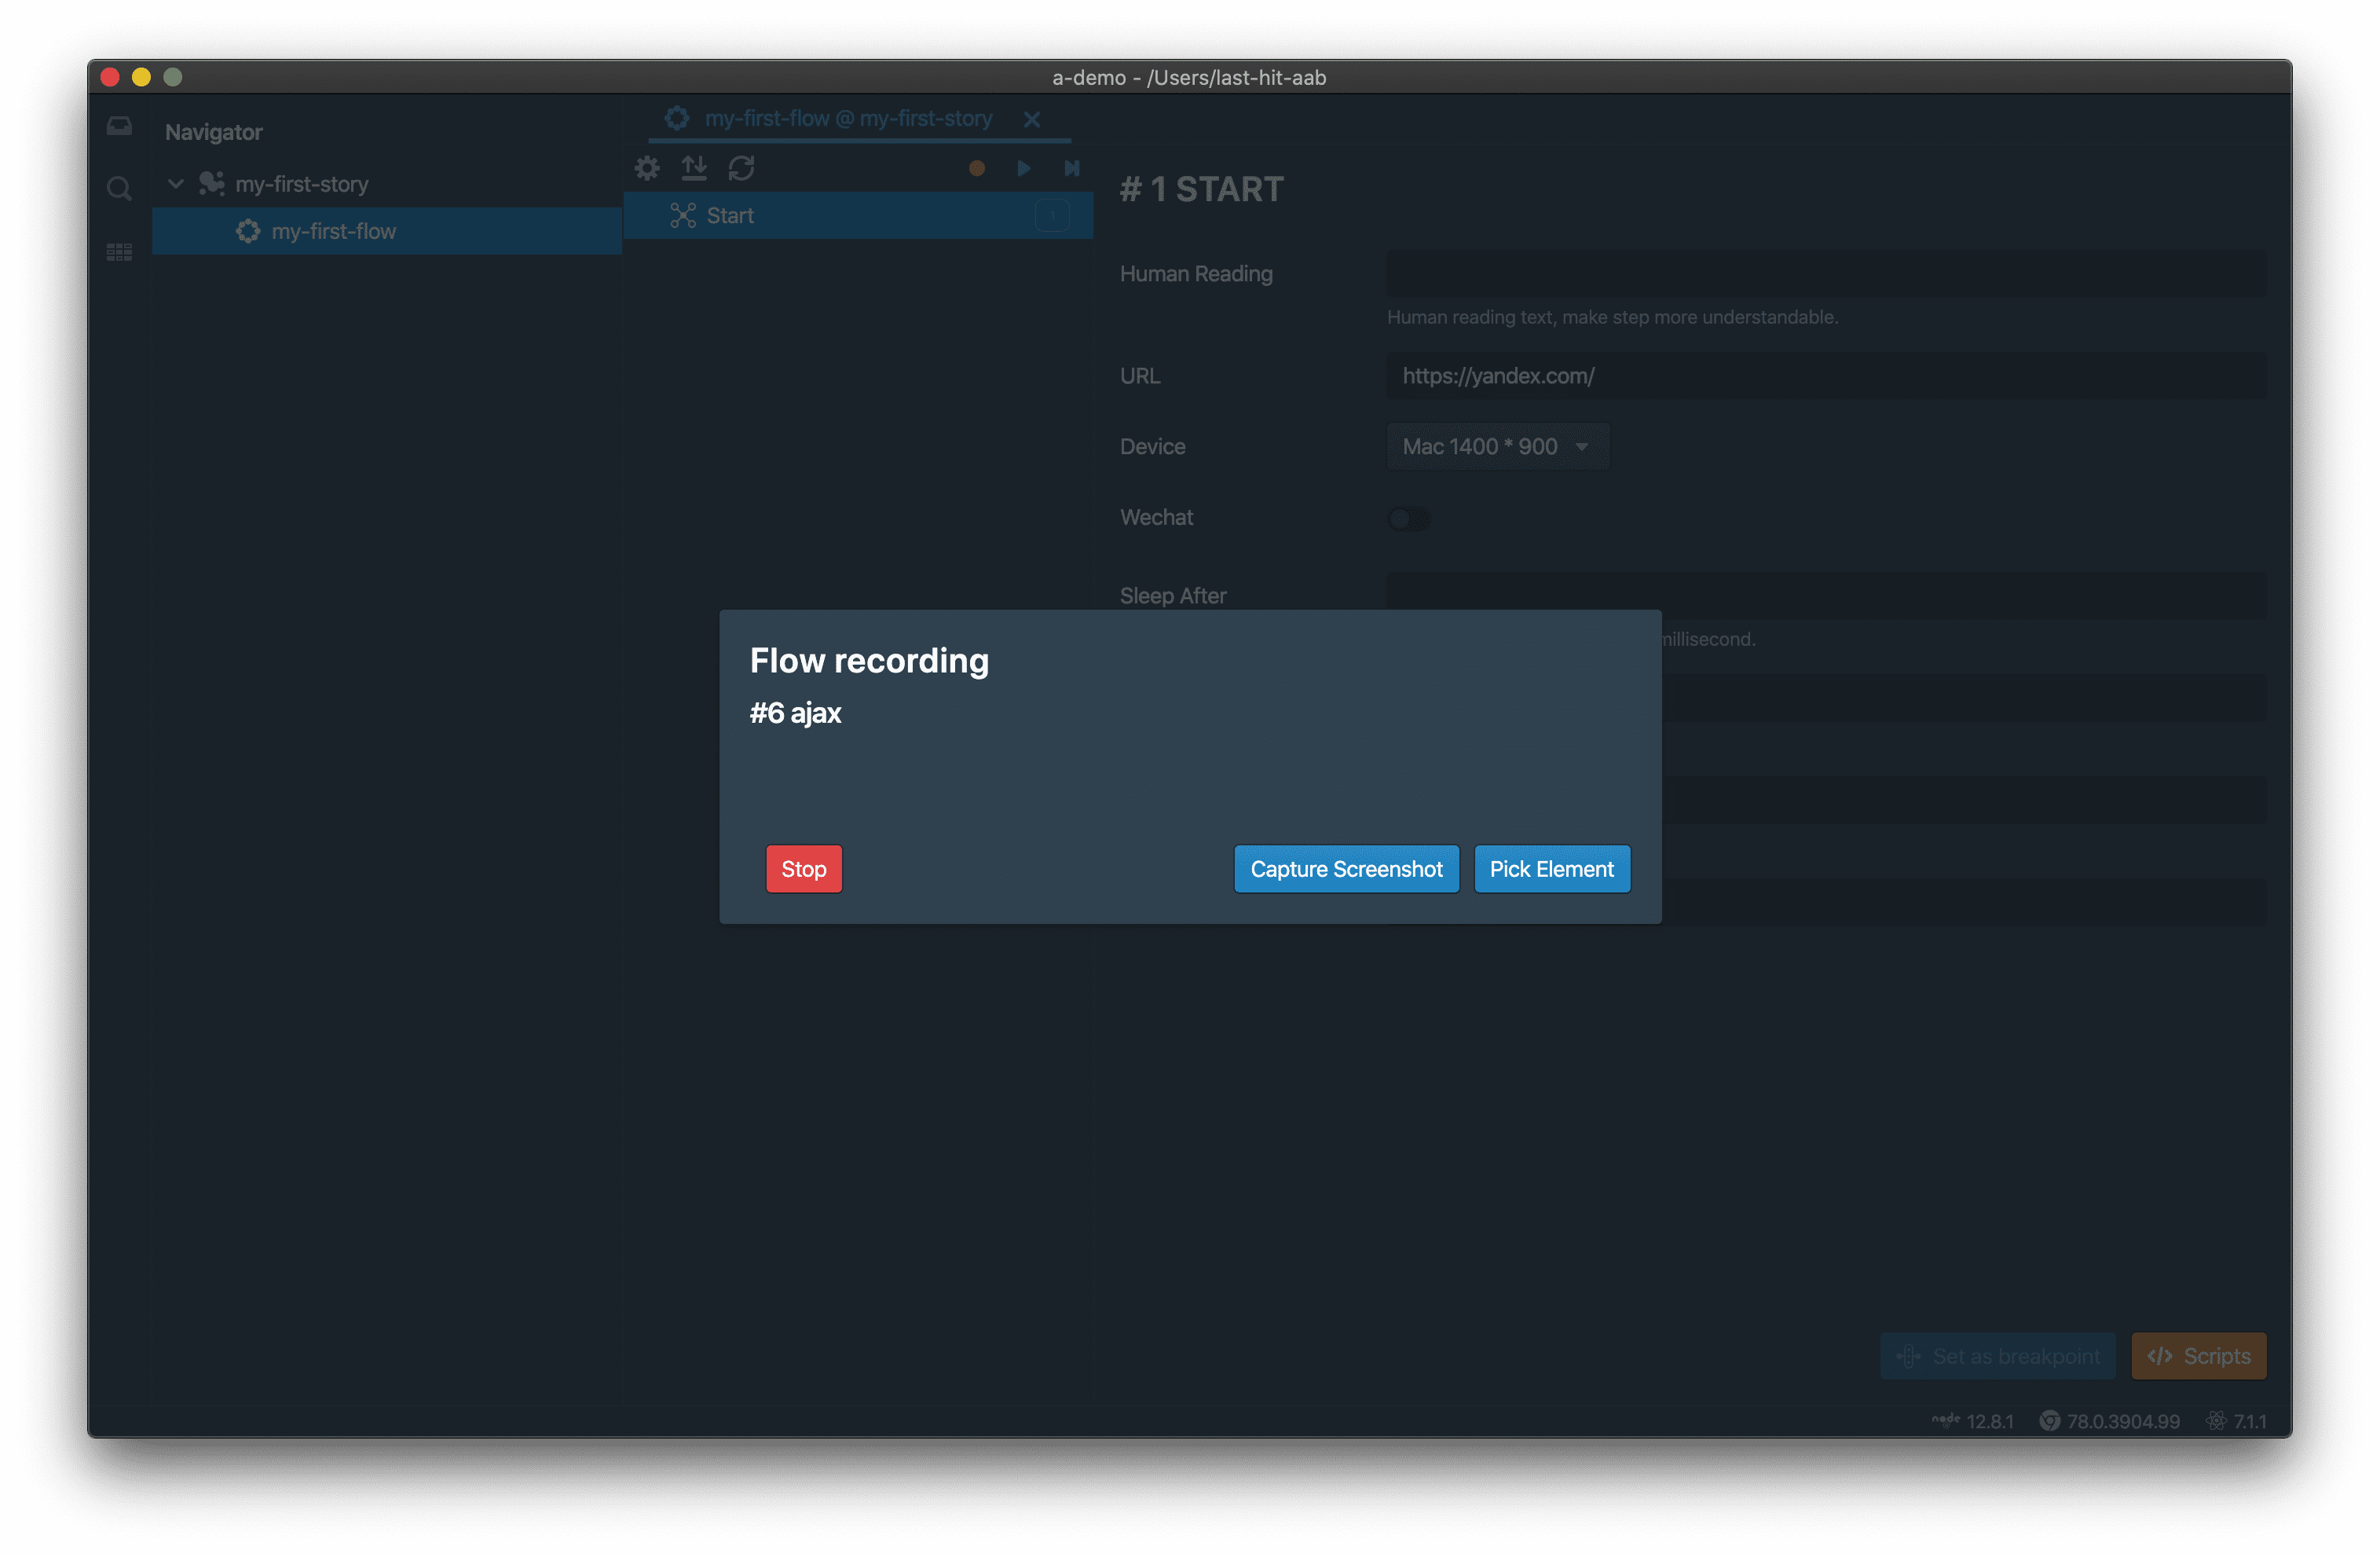 a-demo - /Users/last-hit-aab
Navigator
my-first-story
my-first-flow
my-first-flow @ my-first-story
Start
1
# 1 START
Human Reading
Human reading text, make step more understandable.
URL
https://yandex.com/
Device
Mac 1400 * 900
Wechat
Sleep After
millisecond.
Flow recording
#6 ajax
Stop
Capture Screenshot
Pick Element
Set as breakpoint
</> Scripts
node 12.8.1
78.0.3904.99
7.1.1